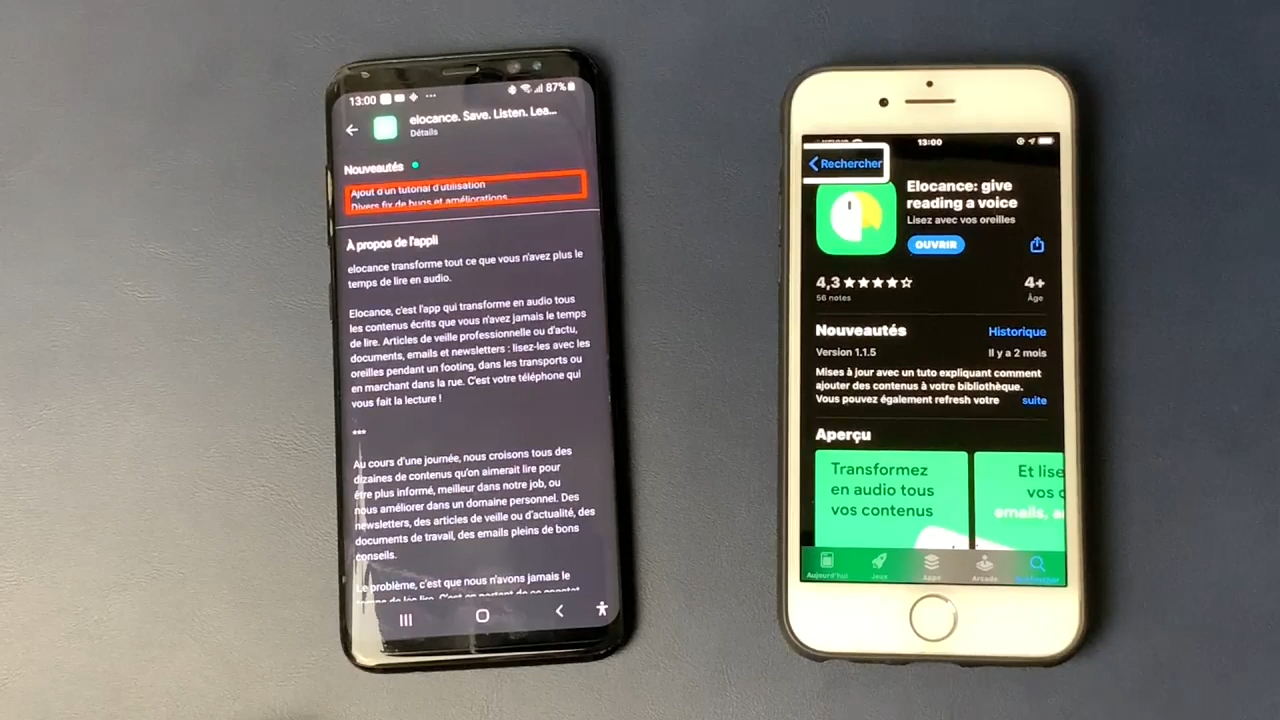 13:00
87%
elocance. Save. Listen. Lea...
Détails
Nouveautés
Ajout d'un tutorial d'utilisation
Divers fix de bugs et améliorations
À propos de l'appli
elocance transforme tout ce que vous n'avez plus le
temps de lire en audio.
Elocance, c'est l'app qui transforme en audio tous
les contenus écrits que vous n'avez jamais le temps
de lire. Articles de veille professionnelle ou d'actu,
documents, emails et newsletters : lisez-les avec les
oreilles pendant un footing, dans les transports ou
en marchant dans la rue. C'est votre téléphone qui
vous fait la lecture !
***
Au cours d'une journée, nous croisons tous des
dizaines de contenus qu'on aimerait lire pour
être plus informé, meilleur dans notre job, ou
nous améliorer dans un domaine personnel. Des
newsletters, des articles de veille ou d'actualité, des
documents de travail, des emails pleins de bons
conseils.
Le problème, c'est que nous n'avons jamais le
13:00
Rechercher
Elocance: give
reading a voice
Lisez avec vos oreilles
OUVRIR
4,3
56 notes
4+
Âge
Nouveautés
Historique
Version 1.1.5
Il y a 2 mois
Mises à jour avec un tuto expliquant comment
ajouter des contenus à votre bibliothèque.
Vous pouvez également refresh votre
suite
Aperçu
Transformez
en audio tous
vos contenus
Et lise
vos
emails, a
Aujourd'hui
Jeux
Apps
Arcade